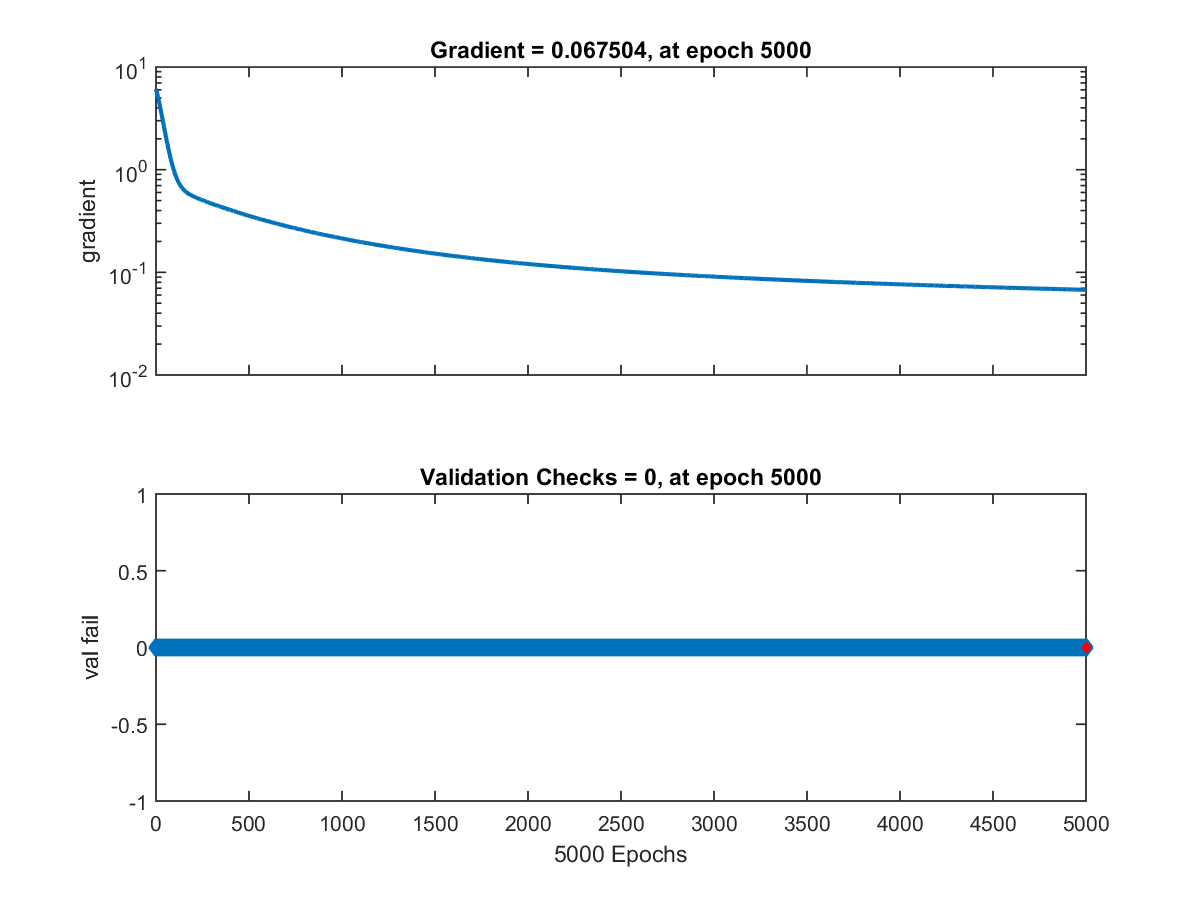 Gradient = 0.067504, at epoch 5000
10^1
10^0
10^-1
10^-2
gradient
Validation Checks = 0, at epoch 5000
1
0.5
0
-0.5
-1
val fail
0 500 1000 1500 2000 2500 3000 3500 4000 4500 5000
5000 Epochs